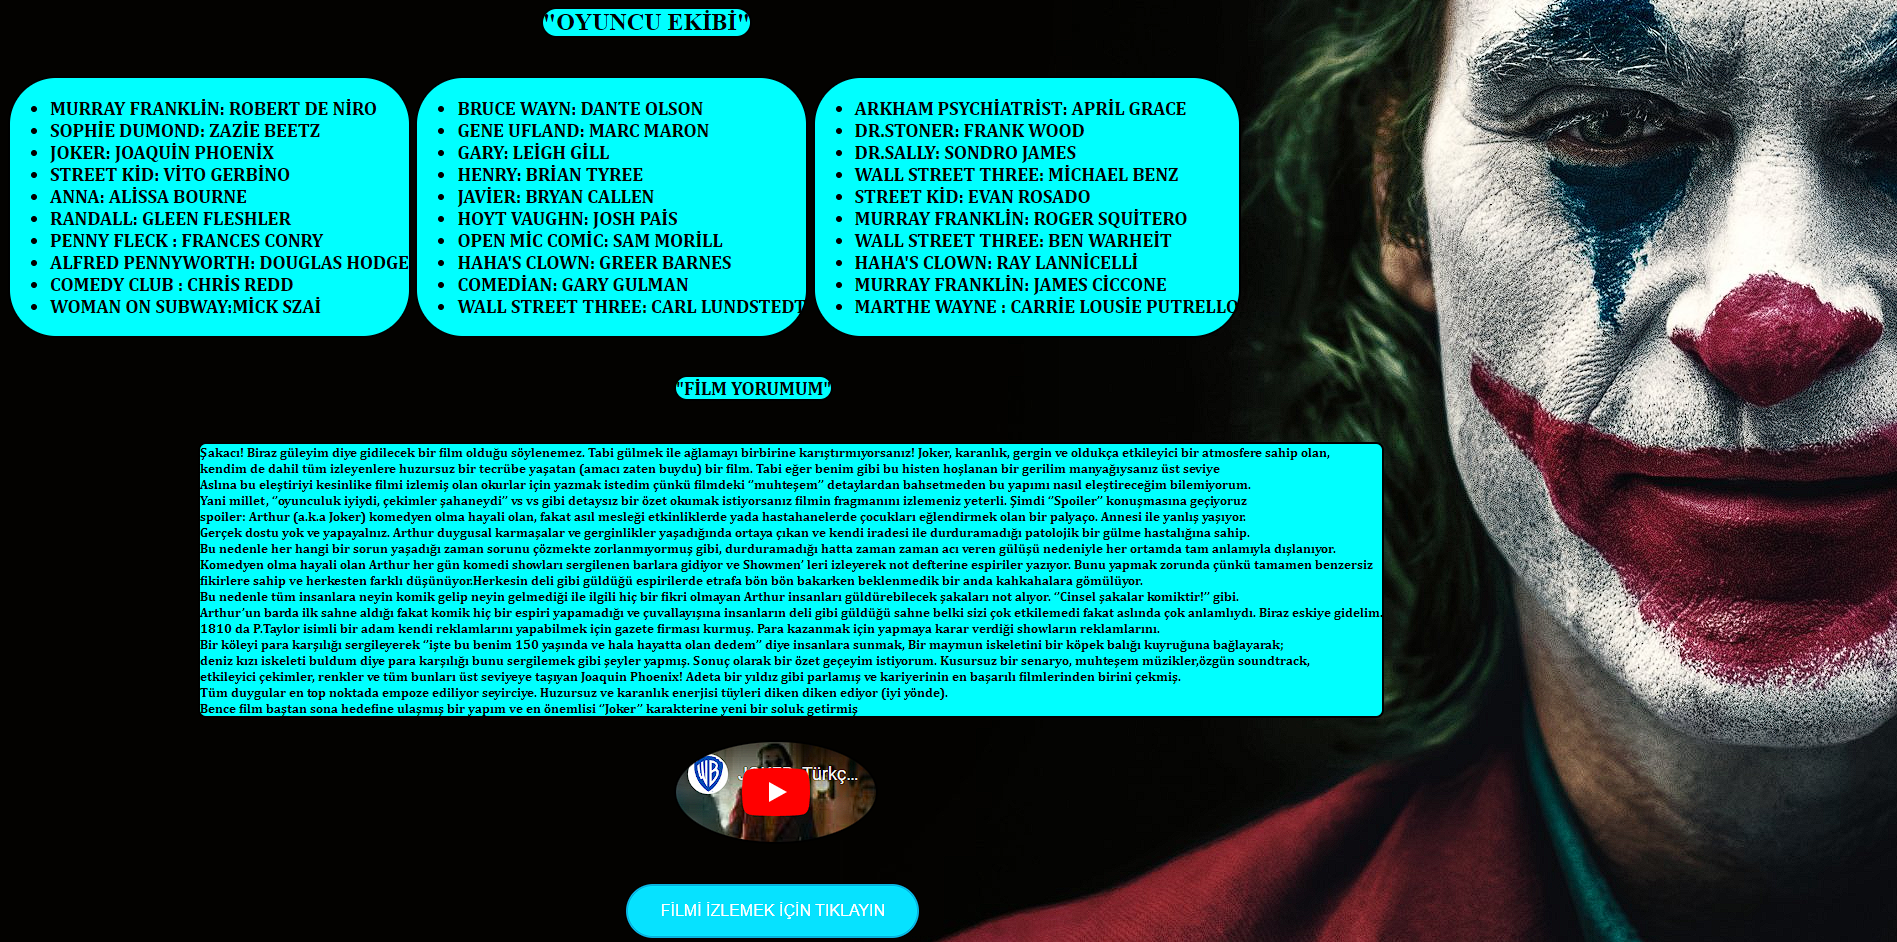 "OYUNCU EKİBİ"
MURRAY FRANKLİN: ROBERT DE NİRO
SOPHİE DUMOND: ZAZİE BEETZ
JOKER: JOAQUİN PHOENİX
STREET KİD: VİTO GERBİNO
ANNA: ALİSSA BOURNE
RANDALL: GLEEN FLESHLER
PENNY FLECK : FRANCES CONRY
ALFRED PENNYWORTH: DOUGLAS HODGE
COMEDY CLUB : CHRİS REDD
WOMAN ON SUBWAY:MİCK SZAİ
BRUCE WAYN: DANTE OLSON
GENE UFLAND: MARC MARON
GARY: LEİGH GİLL
HENRY: BRİAN TYREE
JAVİER: BRYAN CALLEN
HOYT VAUGHN: JOSH PAİS
OPEN MİC COMİC: SAM MORİLL
HAHA'S CLOWN: GREER BARNES
COMEDİAN: GARY GULMAN
WALL STREET THREE: CARL LUNDSTEDT
ARKHAM PSYCHİATRİST: APRİL GRACE
DR.STONER: FRANK WOOD
DR.SALLY: SONDRO JAMES
WALL STREET THREE: MİCHAEL BENZ
STREET KİD: EVAN ROSADO
MURRAY FRANKLİN: ROGER SQUİTERO
WALL STREET THREE: BEN WARHEİT
HAHA'S CLOWN: RAY LANNİCELLİ
MURRAY FRANKLİN: JAMES CİCCONE
MARTHE WAYNE : CARRİE LOUSİE PUTRELLO
"FİLM YORUMUM"
Şakacı! Biraz güleyim diye gidilecek bir film olduğu söylenemez. Tabi gülmek ile ağlamayı birbirine karıştırmıyorsanız! Joker, karanlık, gergin ve oldukça etkileyici bir atmosfere sahip olan,
kendim de dahil tüm izleyenlere huzursuz bir tecrübe yaşatan (amacı zaten buydu) bir film. Tabi eğer benim gibi bu histen hoşlanan bir gerilim manyağıysanız üst seviye
Aslına bu eleştiriyi kesinlike filmi izlemiş olan okurlar için yazmak istedim çünkü filmdeki ‘’muhteşem’’ detaylardan bahsetmeden bu yapımı nasıl eleştireceğim bilemiyorum.
Yani millet, ‘’oyunculuk iyiydi, çekimler şahaneydi’’ vs vs gibi detaysız bir özet okumak istiyorsanız filmin fragmanını izlemeniz yeterli. Şimdi ‘’Spoiler’’ konuşmasına geçiyoruz
spoiler: Arthur (a.k.a Joker) komedyen olma hayali olan, fakat asıl mesleği etkinliklerde yada hastahanelerde çocukları eğlendirmek olan bir palyaço. Annesi ile yanlış yaşıyor.
Gerçek dostu yok ve yapayalnız. Arthur duygusal karmaşalar ve gerginlikler yaşadığında ortaya çıkan ve kendi iradesi ile durduramadığı patolojik bir gülme hastalığına sahip.
Bu nedenle her hangi bir sorun yaşadığı zaman sorunu çözmekte zorlanmıyormuş gibi, durduramadığı hatta zaman zaman acı veren gülüşü nedeniyle her ortamda tam anlamıyla dışlanıyor.
Komedyen olma hayali olan Arthur her gün komedi showları sergilenen barlara gidiyor ve Showmen’ leri izleyerek not defterine espiriler yazıyor. Bunu yapmak zorunda çünkü tamamen benzersiz
fikirlere sahip ve herkesten farklı düşünüyor.Herkesin deli gibi güldüğü espirilerde etrafa bön bön bakarken beklenmedik bir anda kahkahalara gömülüyor.
Bu nedenle tüm insanlara neyin komik gelip neyin gelmediği ile ilgili hiç bir fikri olmayan Arthur insanları güldürebilecek şakaları not alıyor. ‘’Cinsel şakalar komiktir!’’ gibi.
Arthur’un barda ilk sahne aldığı fakat komik hiç bir espiri yapamadığı ve çuvallayışına insanların deli gibi güldüğü sahne belki sizi çok etkilemedi fakat aslında çok anlamlıydı. Biraz eskiye gidelim.
1810 da P.Taylor isimli bir adam kendi reklamlarını yapabilmek için gazete firması kurmuş. Para kazanmak için yapmaya karar verdiği showların reklamlarını.
Bir köleyi para karşılığı sergileyerek ‘’işte bu benim 150 yaşında ve hala hayatta olan dedem’’ diye insanlara sunmak, Bir maymun iskeletini bir köpek balığı kuyruğuna bağlayarak;
deniz kızı iskeleti buldum diye para karşılığı bunu sergilemek gibi şeyler yapmış. Sonuç olarak bir özet geçeyim istiyorum. Kusursuz bir senaryo, muhteşem müzikler,özgün soundtrack,
etkileyici çekimler, renkler ve tüm bunları üst seviyeye taşıyan Joaquin Phoenix! Adeta bir yıldız gibi parlamış ve kariyerinin en başarılı filmlerinden birini çekmiş.
Tüm duygular en top noktada empoze ediliyor seyirciye. Huzursuz ve karanlık enerjisi tüyleri diken diken ediyor (iyi yönde).
Bence film baştan sona hedefine ulaşmış bir yapım ve en önemlisi ‘’Joker’’ karakterine yeni bir soluk getirmiş
Türkç...
FİLMİ İZLEMEK İÇİN TIKLAYIN